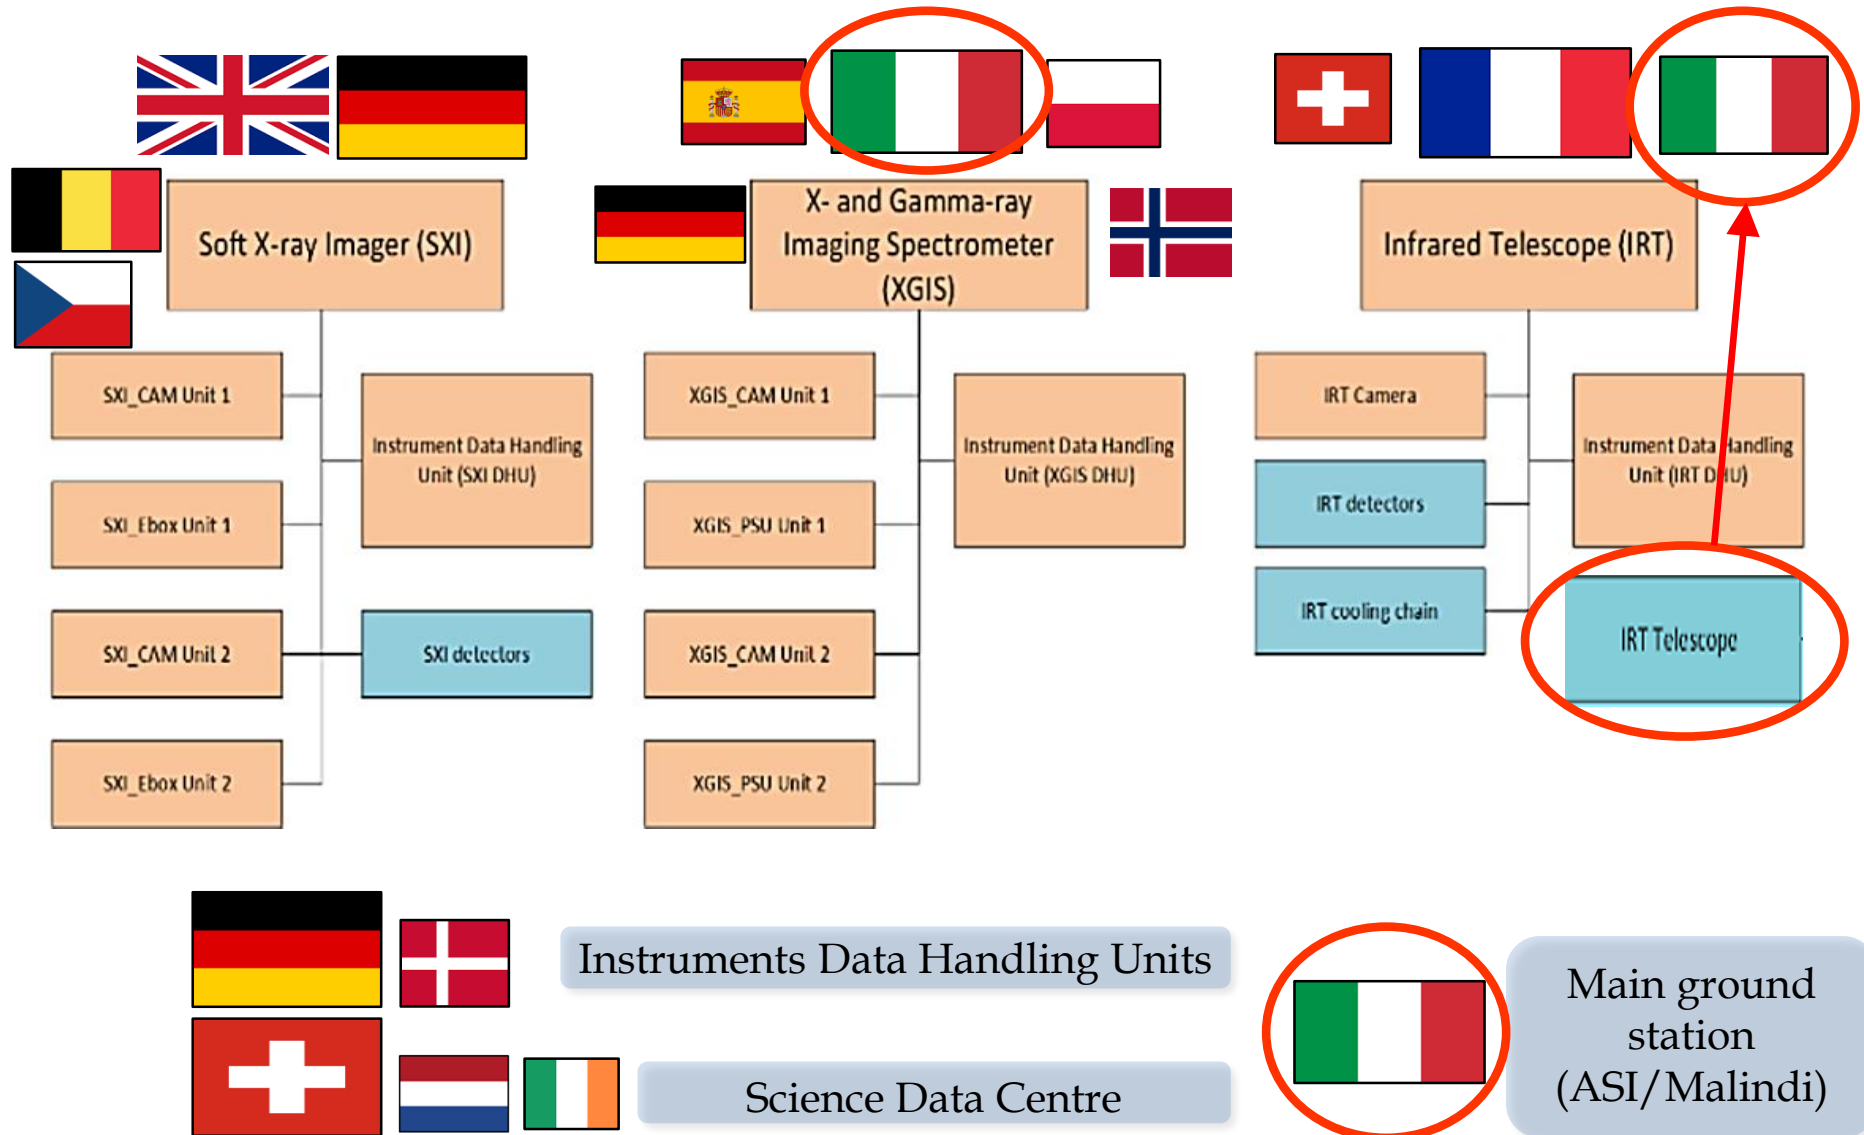 Soft X-ray Imager (SXI)
SXI_CAM Unit 1
Instrument Data Handling
Unit (SXI DHU)
SXI_Ebox Unit 1
SXI_CAM Unit 2
SXI detectors
SXI_Ebox Unit 2
X- and Gamma-ray
Imaging Spectrometer
(XGIS)
XGIS_CAM Unit 1
Instrument Data Handling
Unit (XGIS DHU)
XGIS_PSU Unit 1
XGIS_CAM Unit 2
XGIS_PSU Unit 2
Infrared Telescope (IRT)
IRT Camera
Instrument Data Handling
Unit (IRT DHU)
IRT detectors
IRT cooling chain
IRT Telescope
Instruments Data Handling Units
Science Data Centre
Main ground
station
(ASI/Malindi)